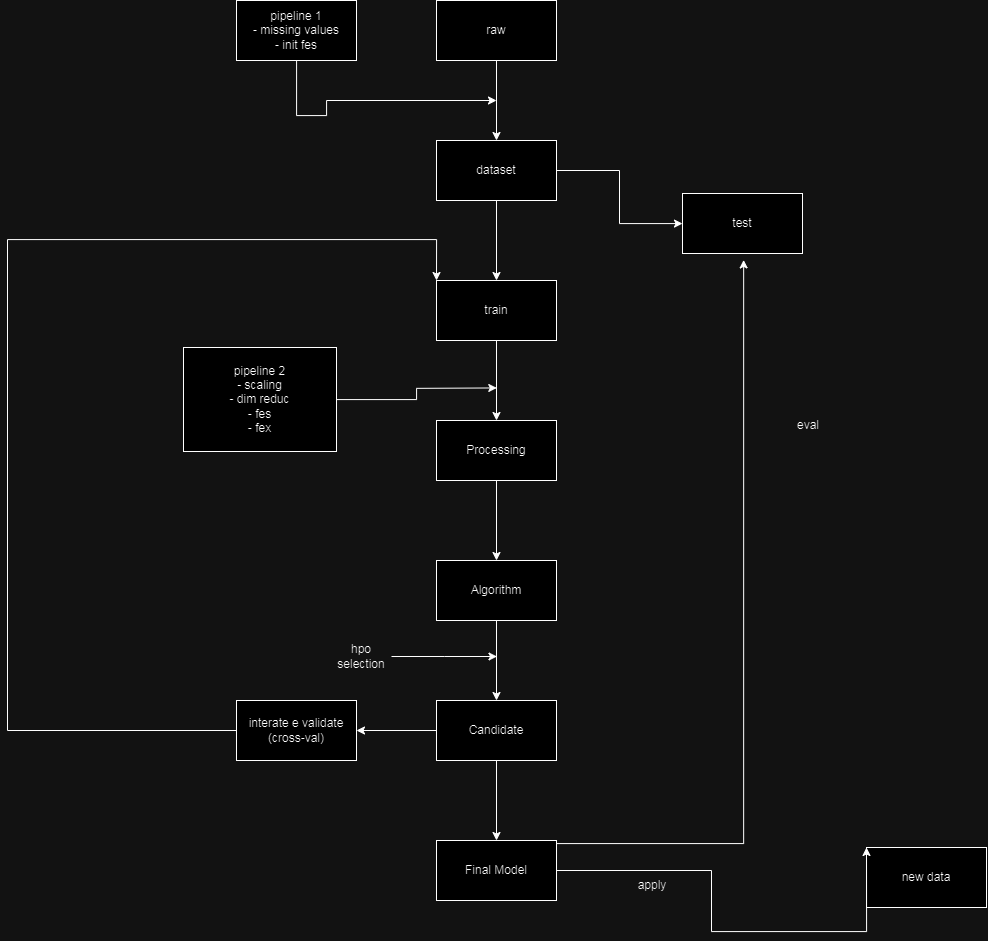 pipeline 1
- missing values
- init fes
raw
dataset
test
train
pipeline 2
- scaling
- dim reduc
- fes
- fex
eval
Processing
Algorithm
hpo
selection
interate e validate
(cross-val)
Candidate
Final Model
apply
new data